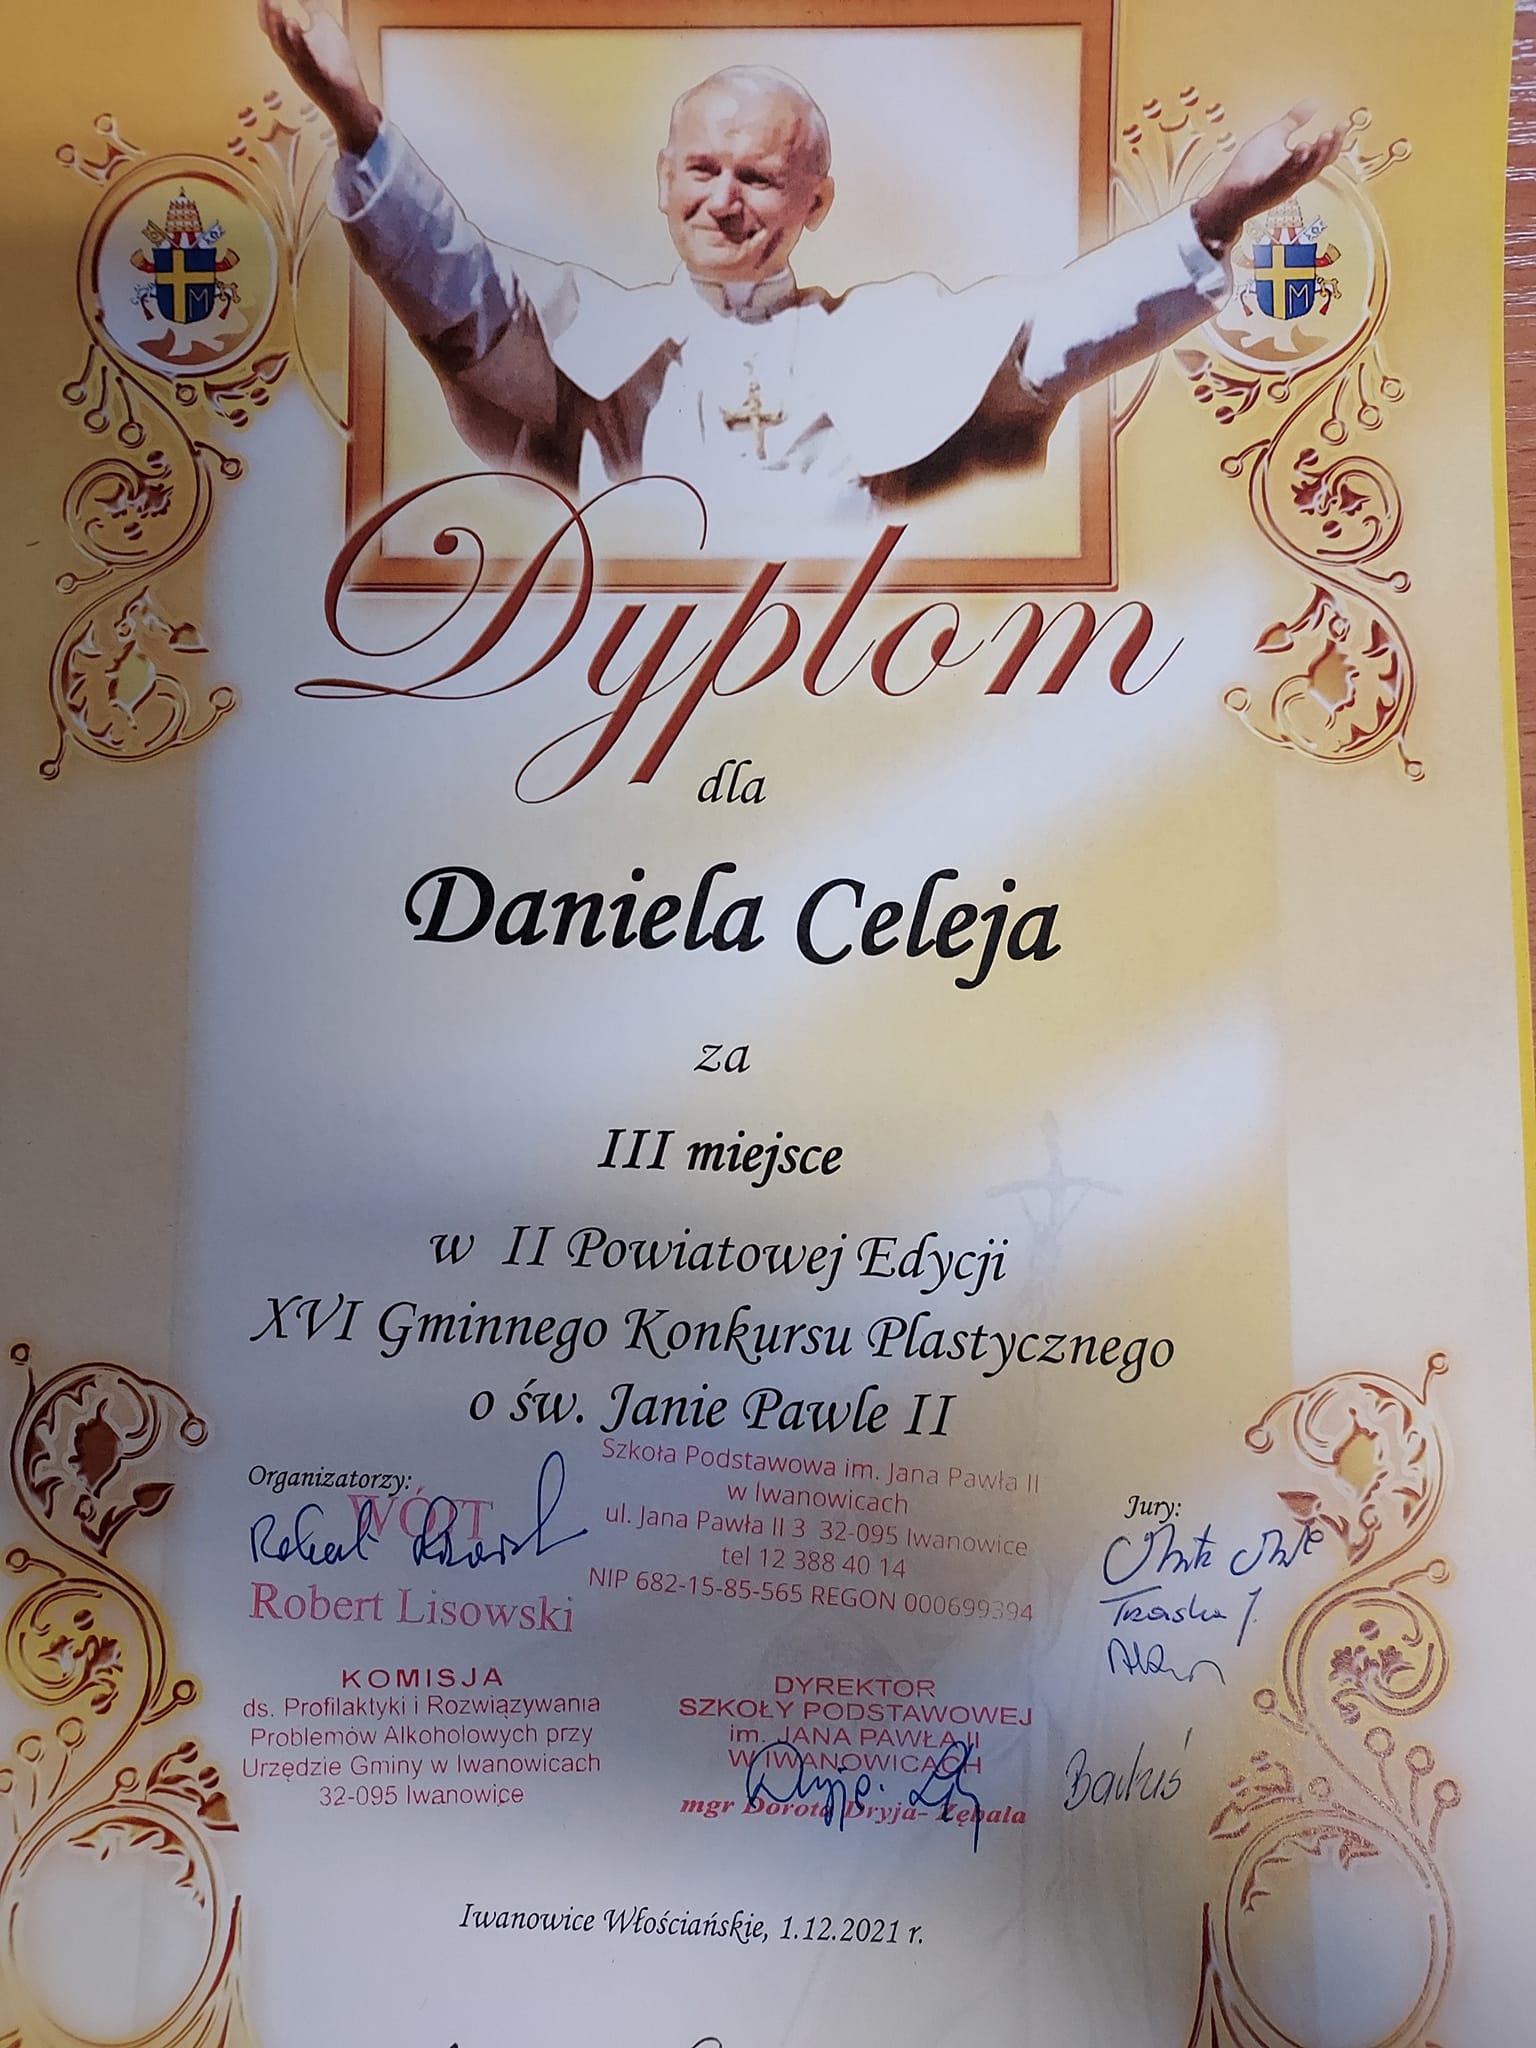 Dyplom
dla
Daniela Celeja
za
III miejsce
w II Powiatowej Edycji
XVI Gminnego Konkursu Plastycznego
o św. Janie Pawle II
Organizatorzy:
WÓJT
Robert Lisowski
Szkoła Podstawowa im. Jana Pawła II
w Iwanowicach
ul. Jana Pawła II 3 32-095 Iwanowice
tel 12 388 40 14
NIP 682-15-85-565 REGON 000699394
Jury:
KOMISJA
ds. Profilaktyki i Rozwiązywania
Problemów Alkoholowych przy
Urzędzie Gminy w Iwanowicach
32-095 Iwanowice
DYREKTOR
SZKOŁY PODSTAWOWEJ
im. JANA PAWŁA II
W IWANOWICACH
mgr Dorota Dryja-Zębala
Iwanowice Włościańskie, 1.12.2021 r.